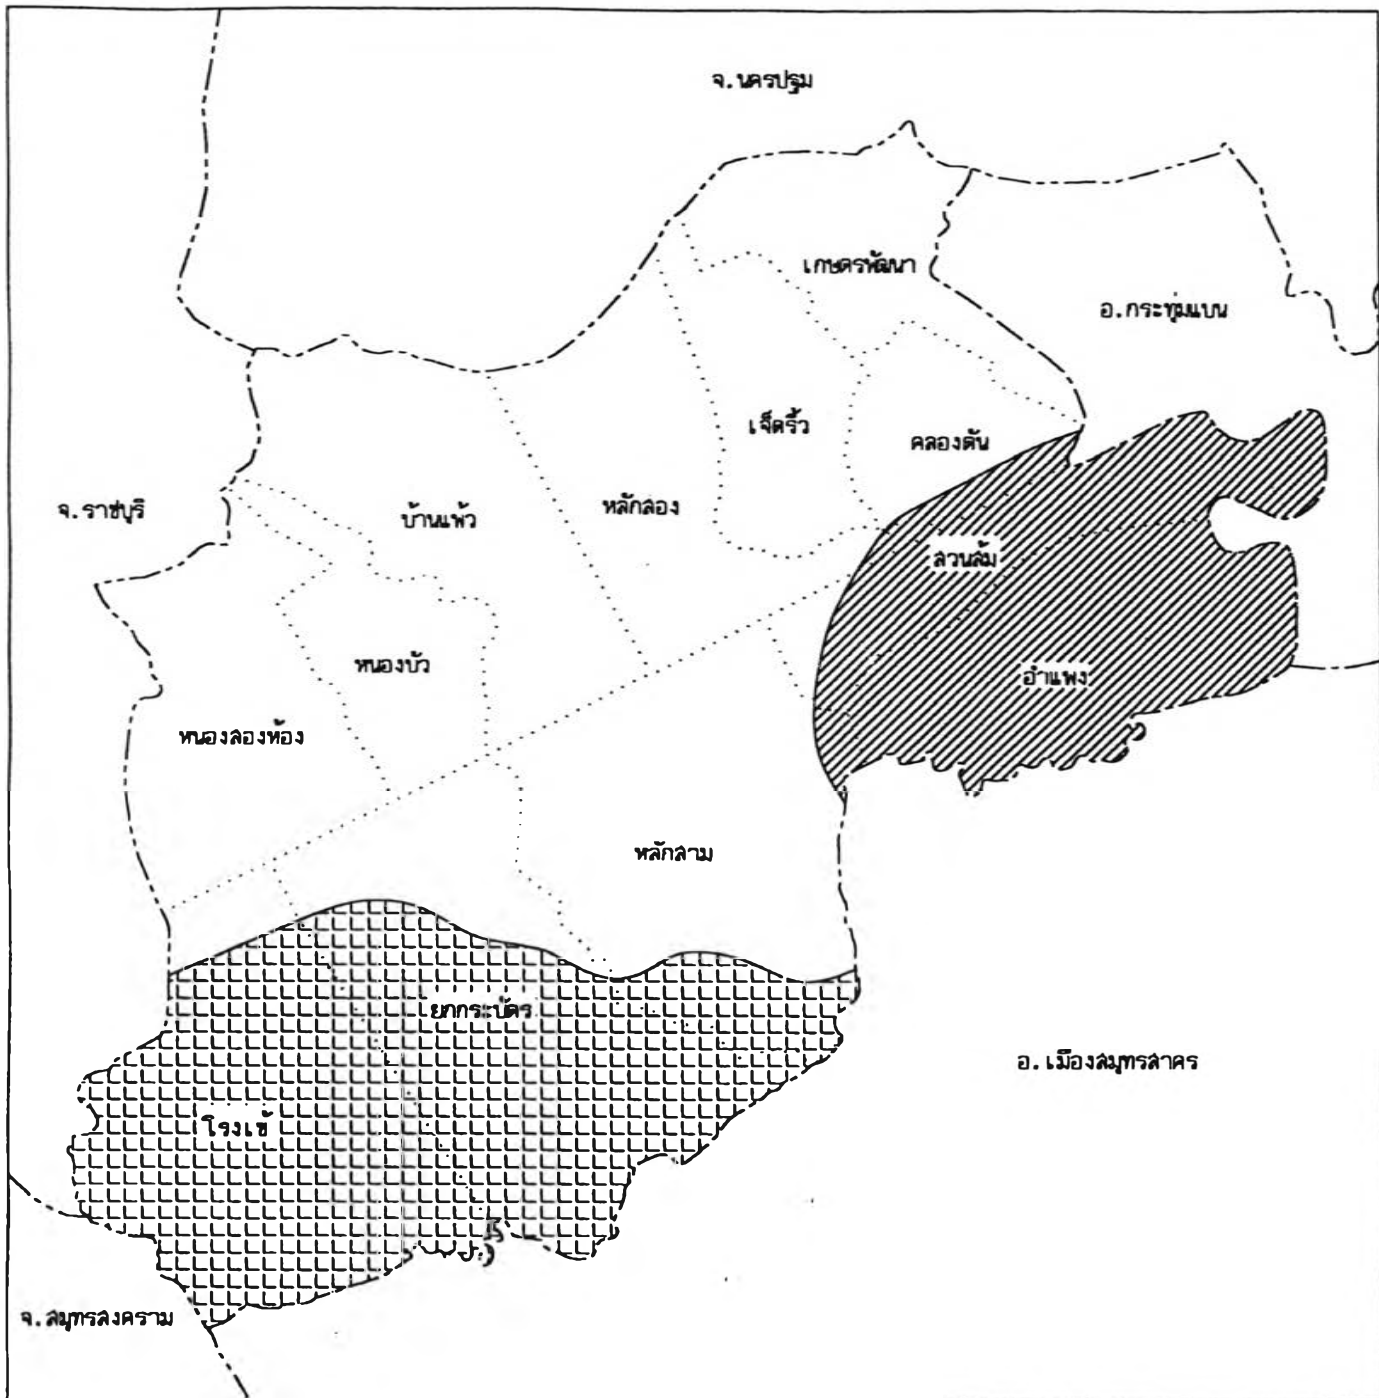 จ.นครปฐม
เกษตรพัฒนา
อ.กระทุ่มแบน
เจ็ดริ้ว
คลองตัน
จ.ราชบุรี
บ้านแพ้ว
หลักสอง
สวนส้ม
หนองบัว
อำแพง
หนองสองห้อง
หลักสาม
ยกกระบัตร
อ.เมืองสมุทรสาคร
โรงเข้
จ.สมุทรสงคราม